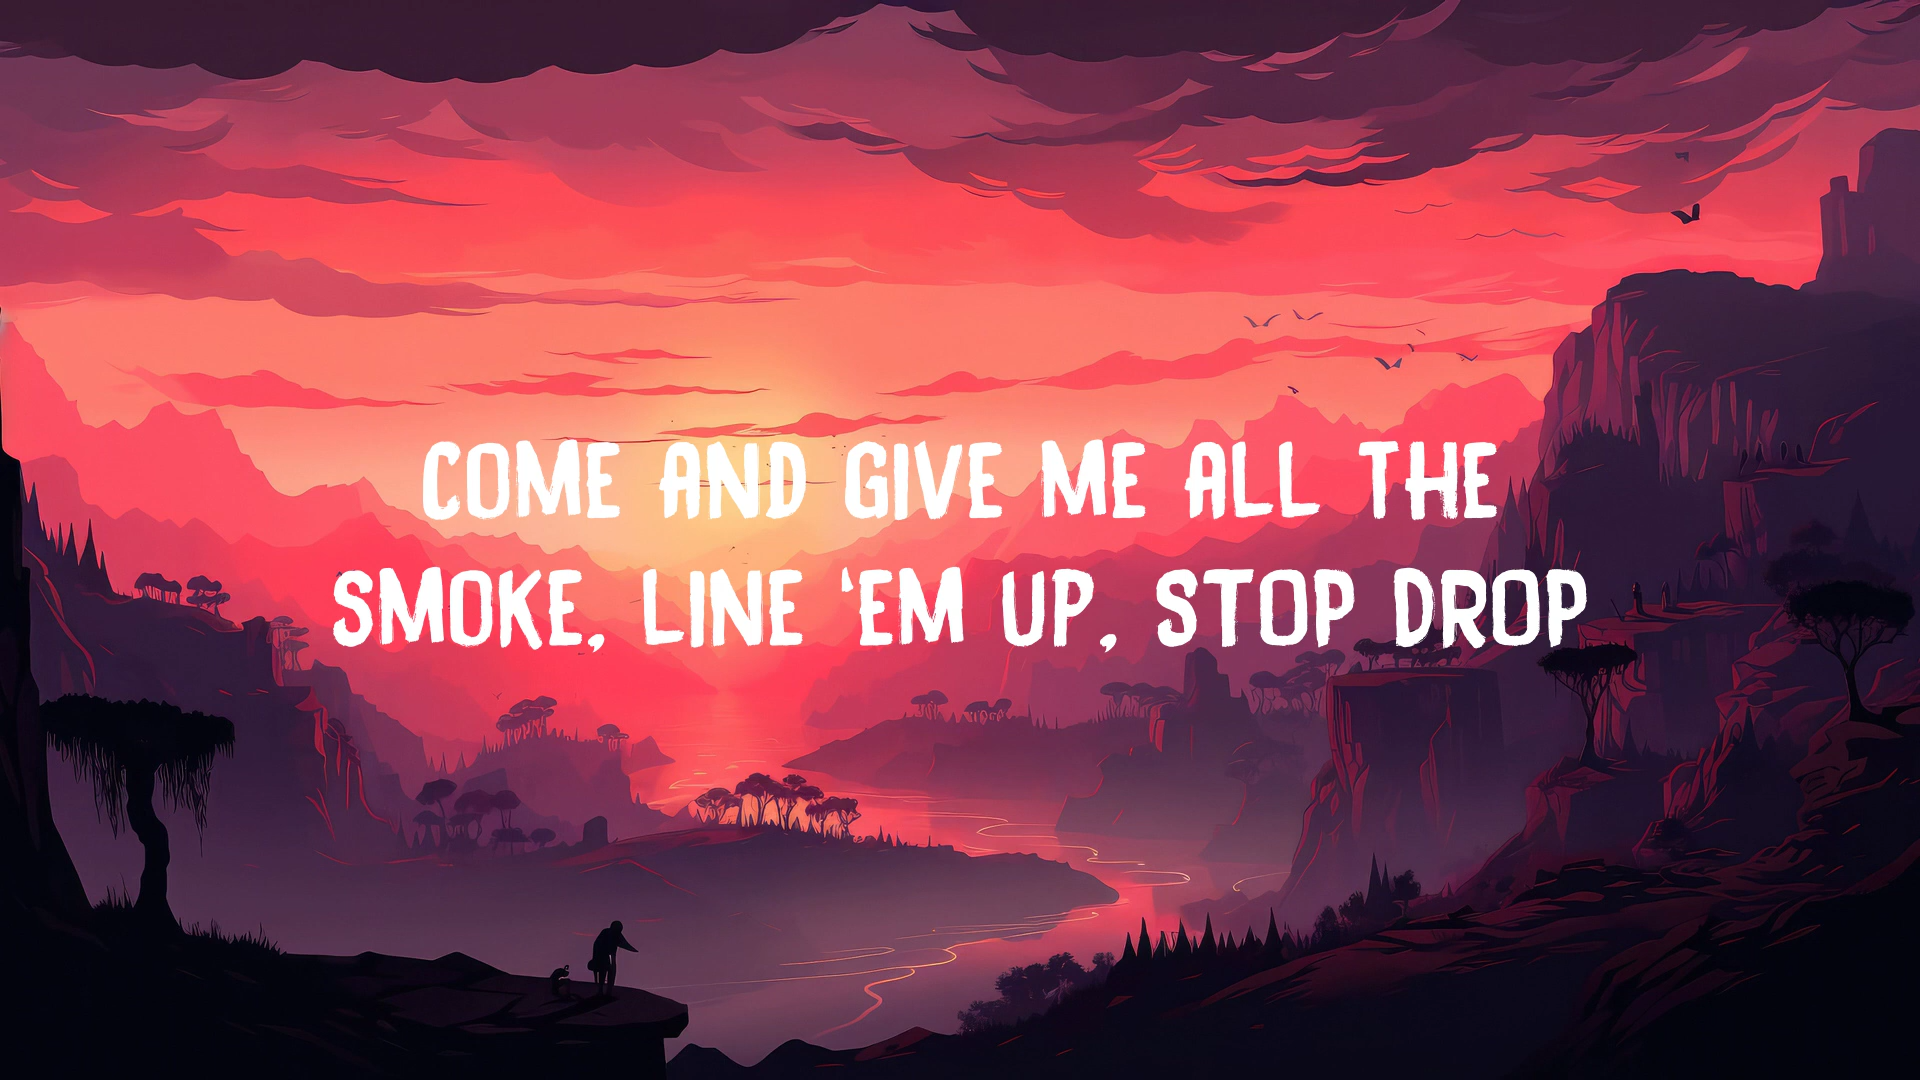 COME AND GIVE ME ALL THE
SMOKE, LINE ‘EM UP, STOP DROP